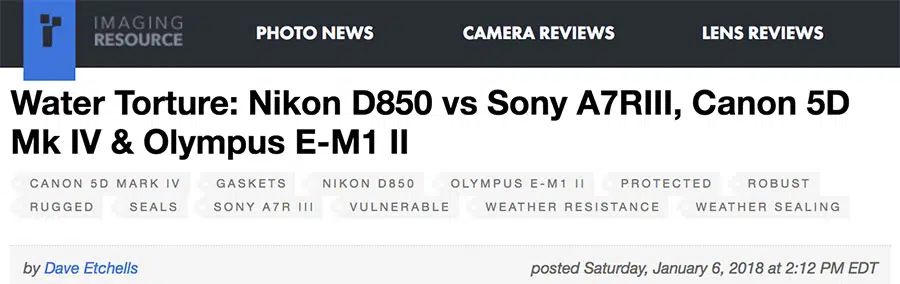 IMAGING
RESOURCE
PHOTO NEWS CAMERA REVIEWS LENS REVIEWS
Water Torture: Nikon D850 vs Sony A7RIII, Canon 5D
Mk IV & Olympus E-M1 II
CANON 5D MARK IV GASKETS NIKON D850 OLYMPUS E-M1 II PROTECTED ROBUST
RUGGED SEALS SONY A7R III VULNERABLE WEATHER RESISTANCE WEATHER SEALING
by Dave Etchells posted Saturday, January 6, 2018 at 2:12 PM EDT